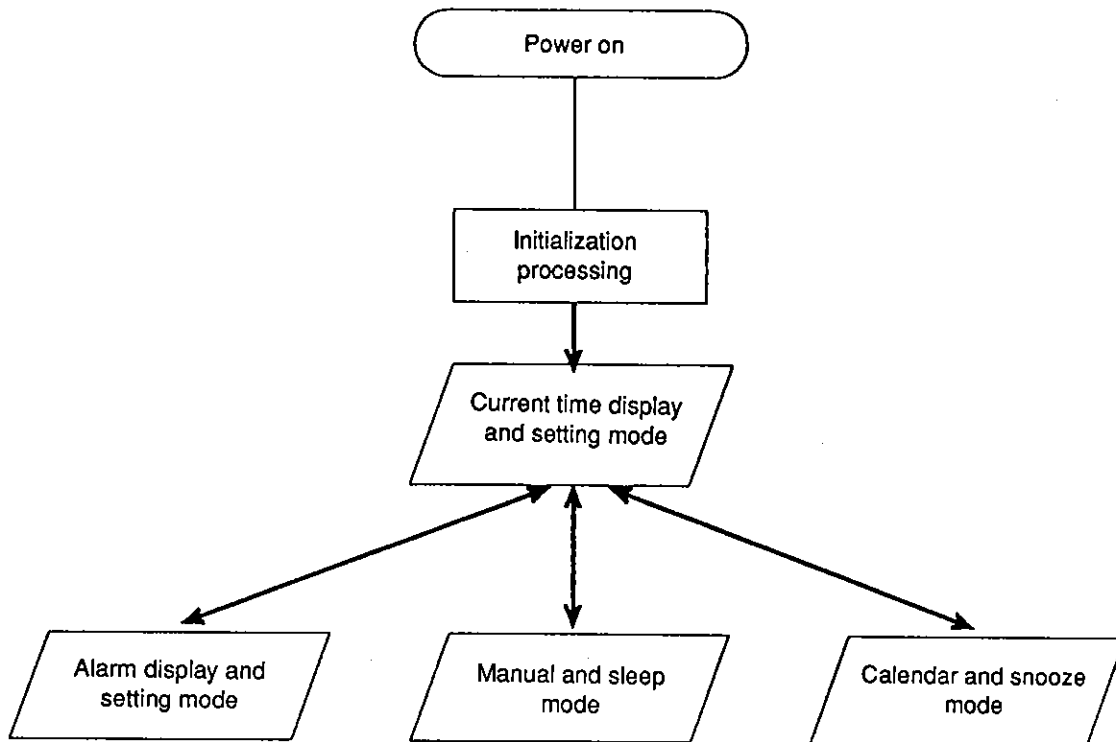 Power on
Initialization
processing
Current time display
and setting mode
Alarm display and
setting mode
Manual and sleep
mode
Calendar and snooze
mode